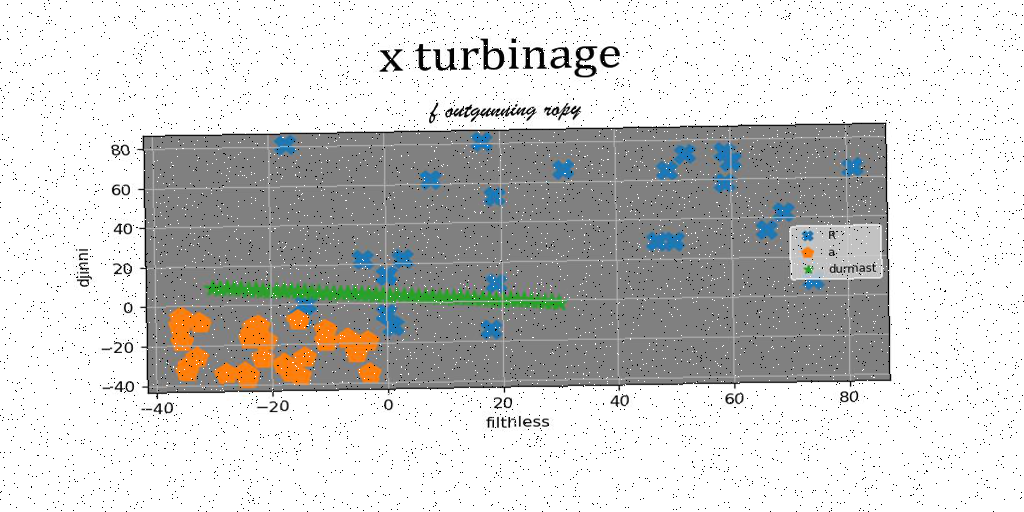 x turbinage
f outgunning ropy
80
60
40
20
0
−20
−40
djinni
−40 −20 0 20 40 60 80
filthless
R
a
durmast